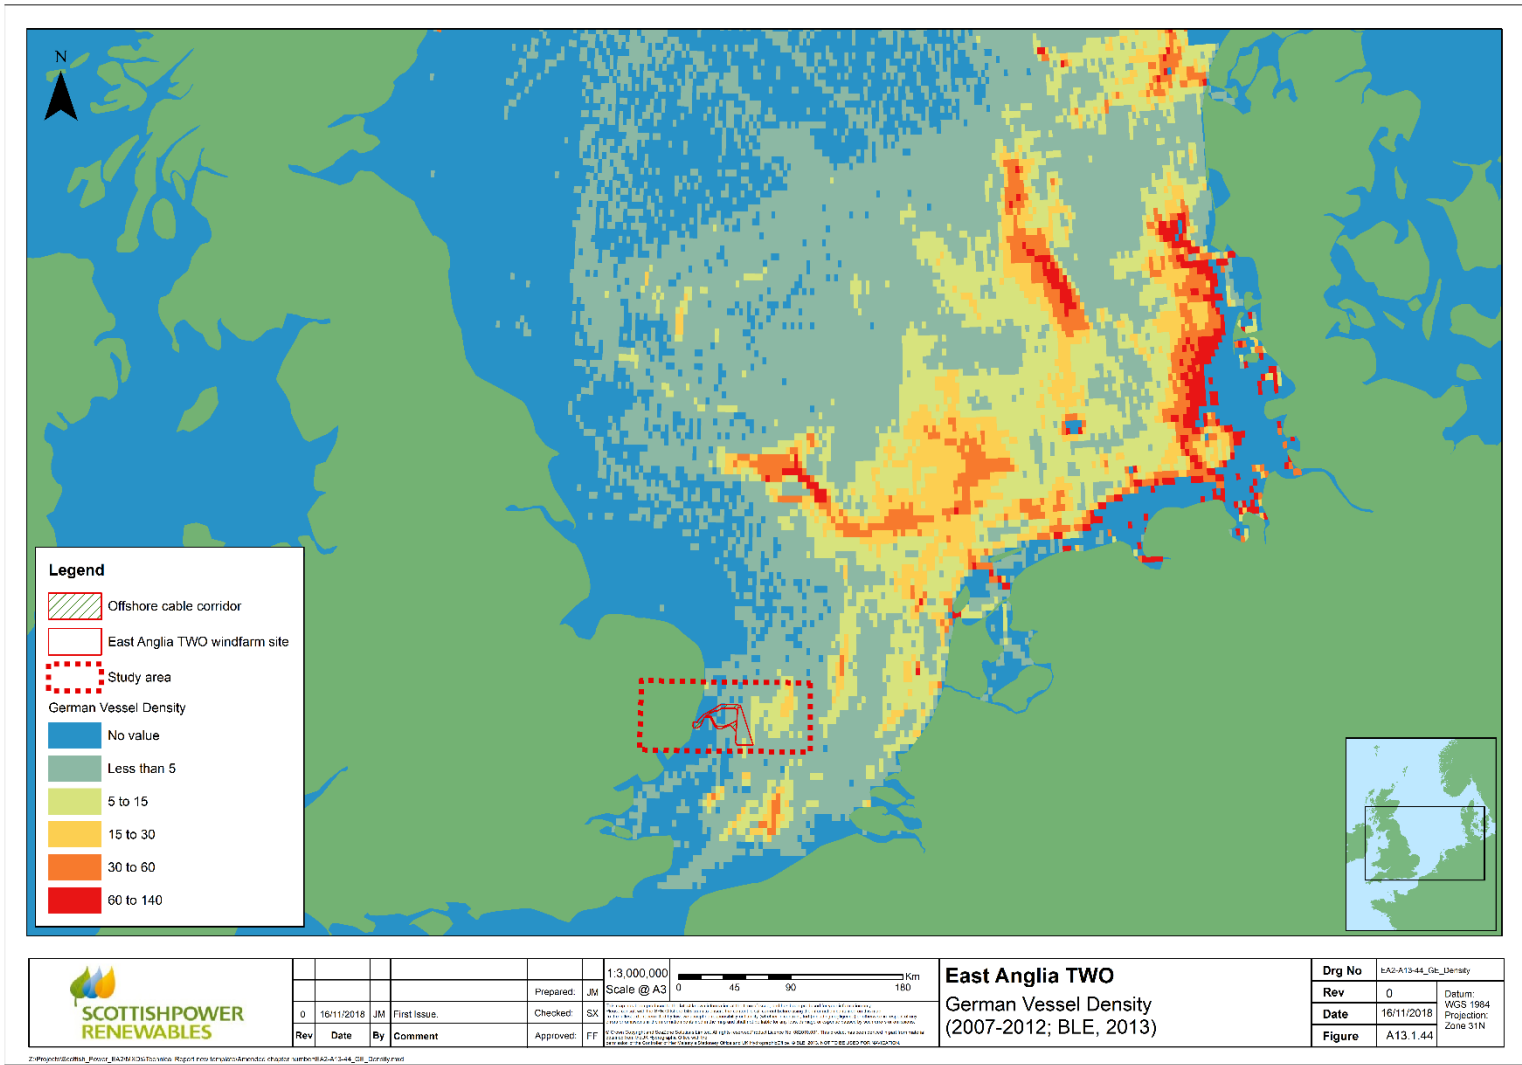 N
Legend
Offshore cable corridor
East Anglia TWO windfarm site
Study area
German Vessel Density
No value
Less than 5
5 to 15
15 to 30
30 to 60
60 to 140
SCOTTISHPOWER
RENEWABLES
0 16/11/2018 JM First Issue.
Rev Date By Comment
Prepared: JM
Checked: SX
Approved: FF
1:3,000,000
Scale @ A3
0 45 90 180 Km
East Anglia TWO
German Vessel Density
(2007-2012; BLE, 2013)
Drg No EA2-A13-44_GE_Density
Rev 0
Date 16/11/2018
Figure A13.1.44
Datum:
WGS 1984
Projection:
Zone 31N